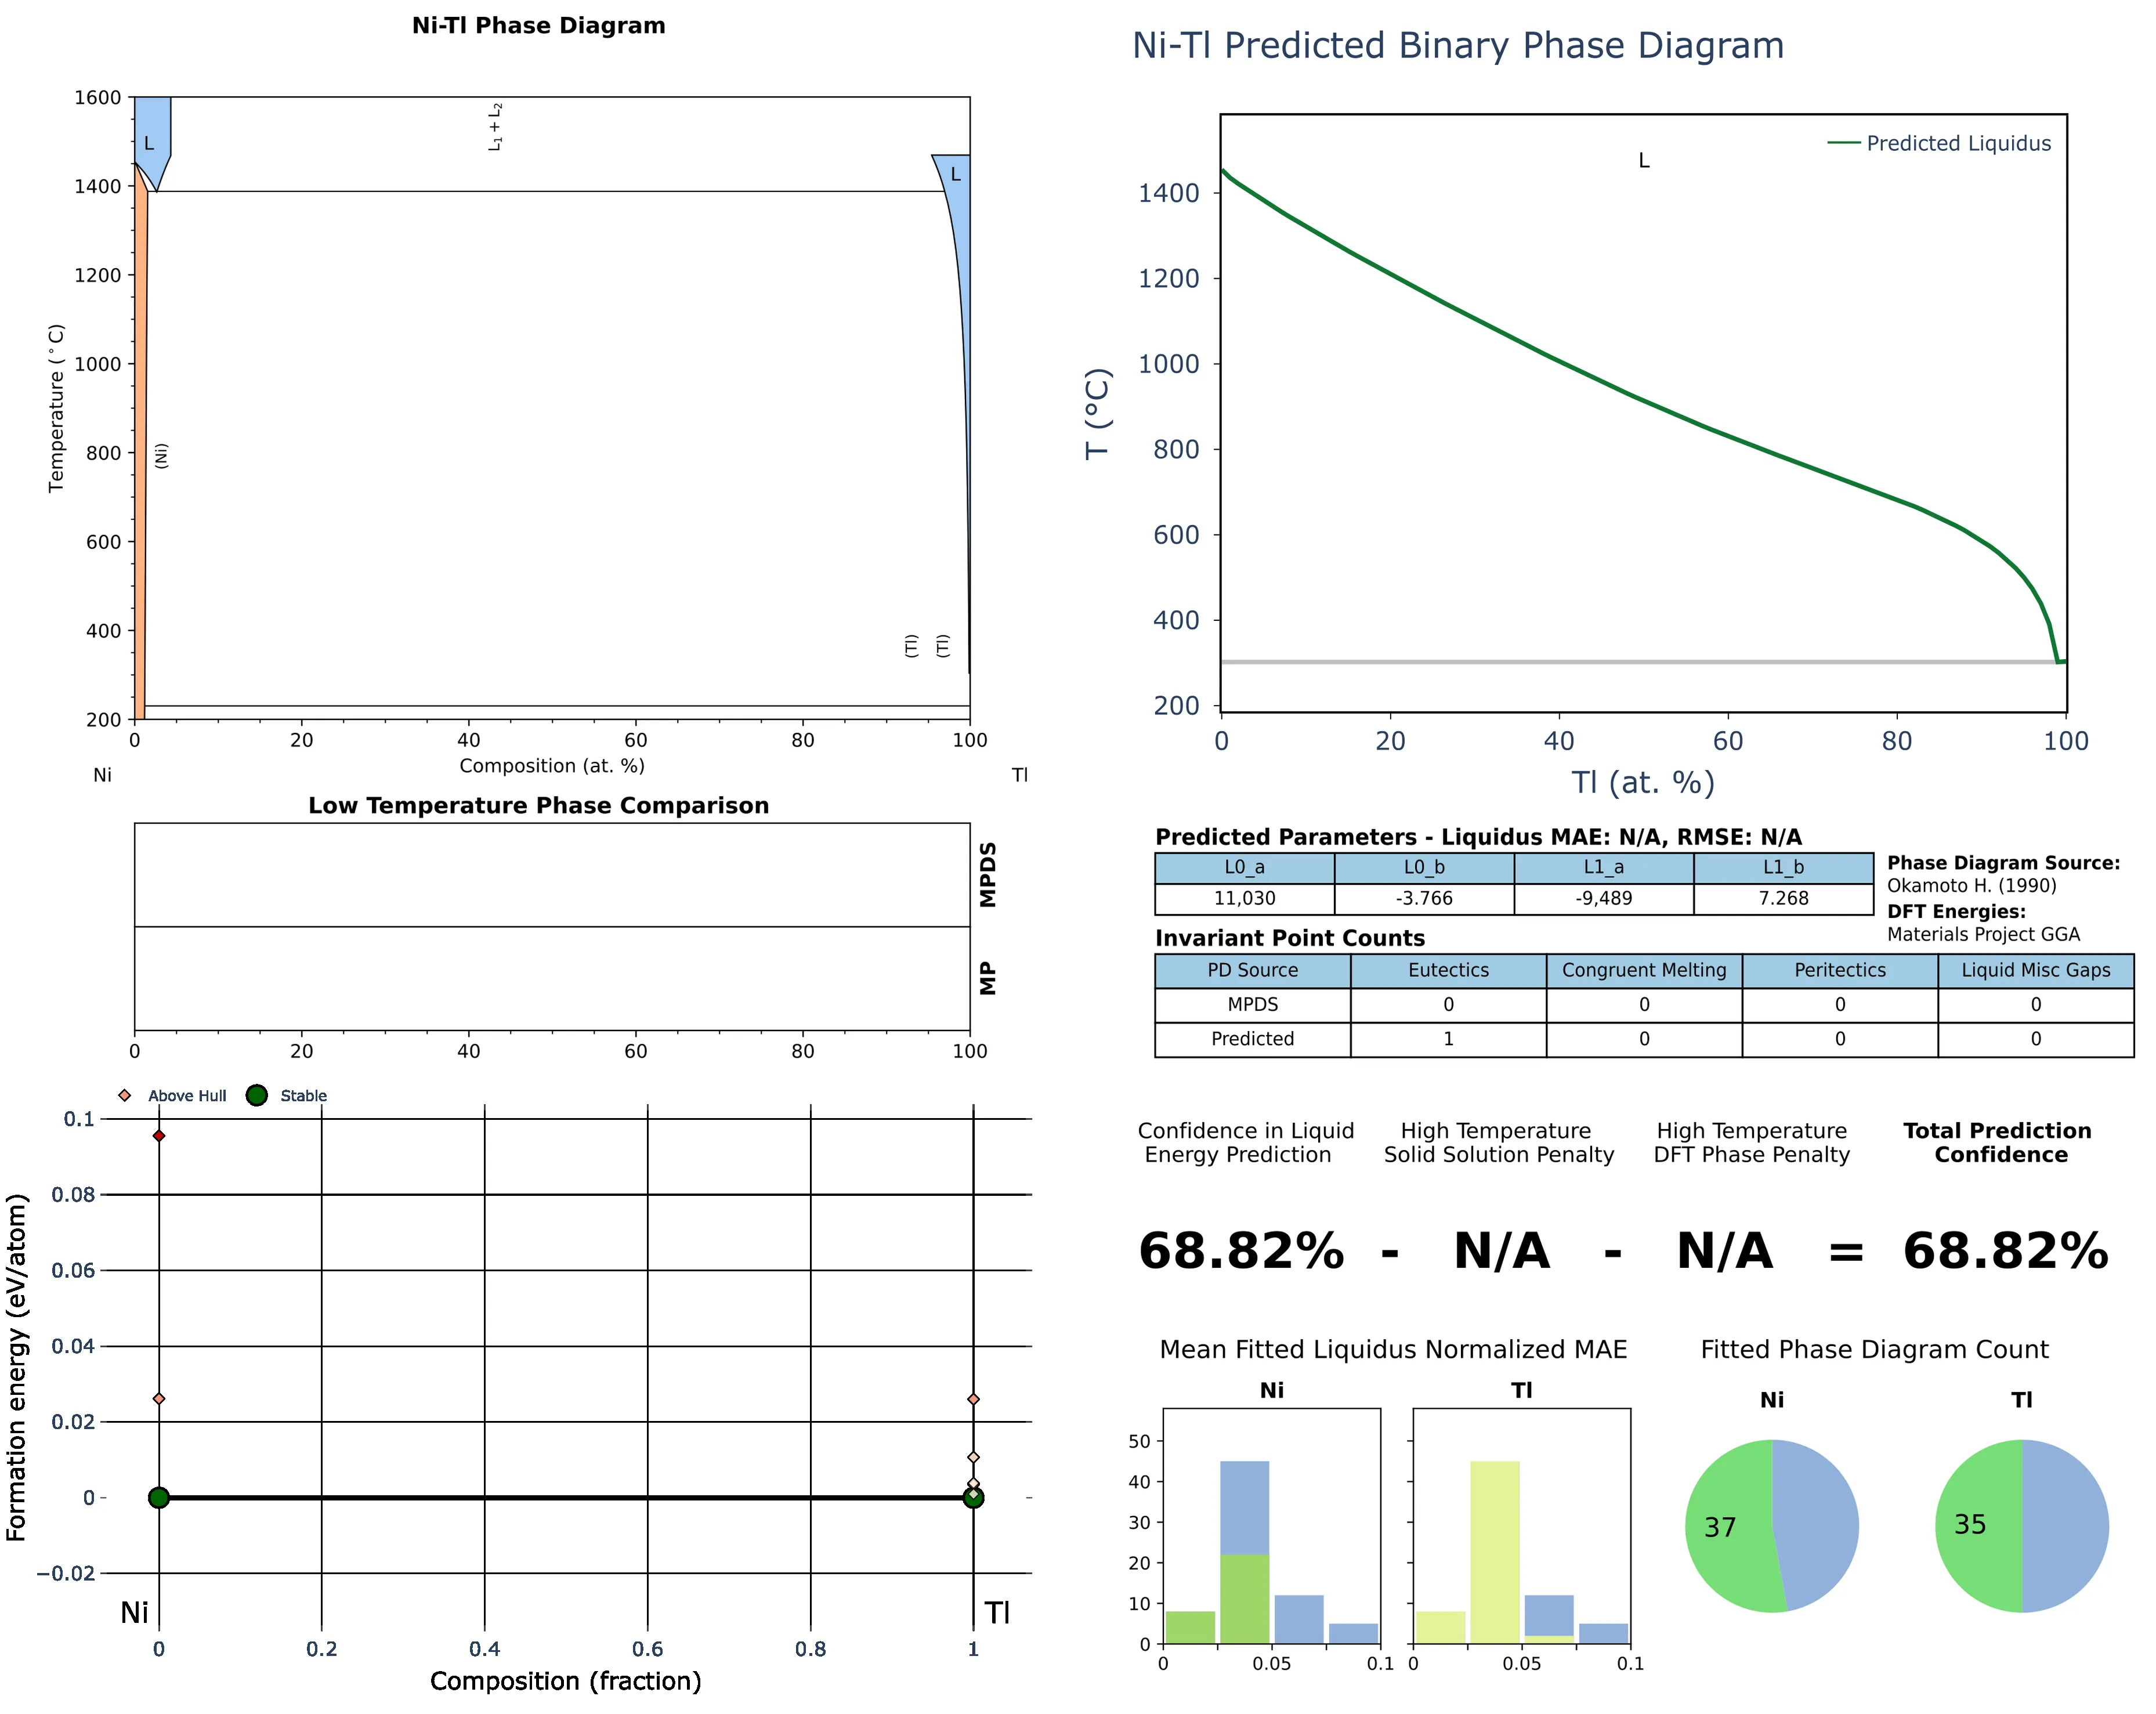 Ni-Tl Phase Diagram
1600
1400
1200
1000
800
600
400
200
Temperature (°C)
L
L₁ + L₂
L
(Ni)
(Tl)
(Tl)
0 20 40 60 80 100
Composition (at. %)
Ni Tl
Low Temperature Phase Comparison
MPDS
MP
0 20 40 60 80 100
Above Hull Stable
0.1
0.08
0.06
0.04
0.02
0
−0.02
Formation energy (eV/atom)
Ni Tl
0 0.2 0.4 0.6 0.8 1
Composition (fraction)
Ni-Tl Predicted Binary Phase Diagram
Predicted Liquidus
L
1400
1200
1000
800
600
400
200
T (°C)
0 20 40 60 80 100
Tl (at. %)
Predicted Parameters - Liquidus MAE: N/A, RMSE: N/A
L0_a L0_b L1_a L1_b
11,030 -3.766 -9,489 7.268
Phase Diagram Source:
Okamoto H. (1990)
DFT Energies:
Materials Project GGA
Invariant Point Counts
PD Source Eutectics Congruent Melting Peritectics Liquid Misc Gaps
MPDS 0 0 0 0
Predicted 1 0 0 0
Confidence in Liquid
Energy Prediction
High Temperature
Solid Solution Penalty
High Temperature
DFT Phase Penalty
Total Prediction
Confidence
68.82% - N/A - N/A = 68.82%
Mean Fitted Liquidus Normalized MAE
Ni Tl
50
40
30
20
10
0
0 0.05 0.1 0 0.05 0.1
Fitted Phase Diagram Count
Ni Tl
37 35